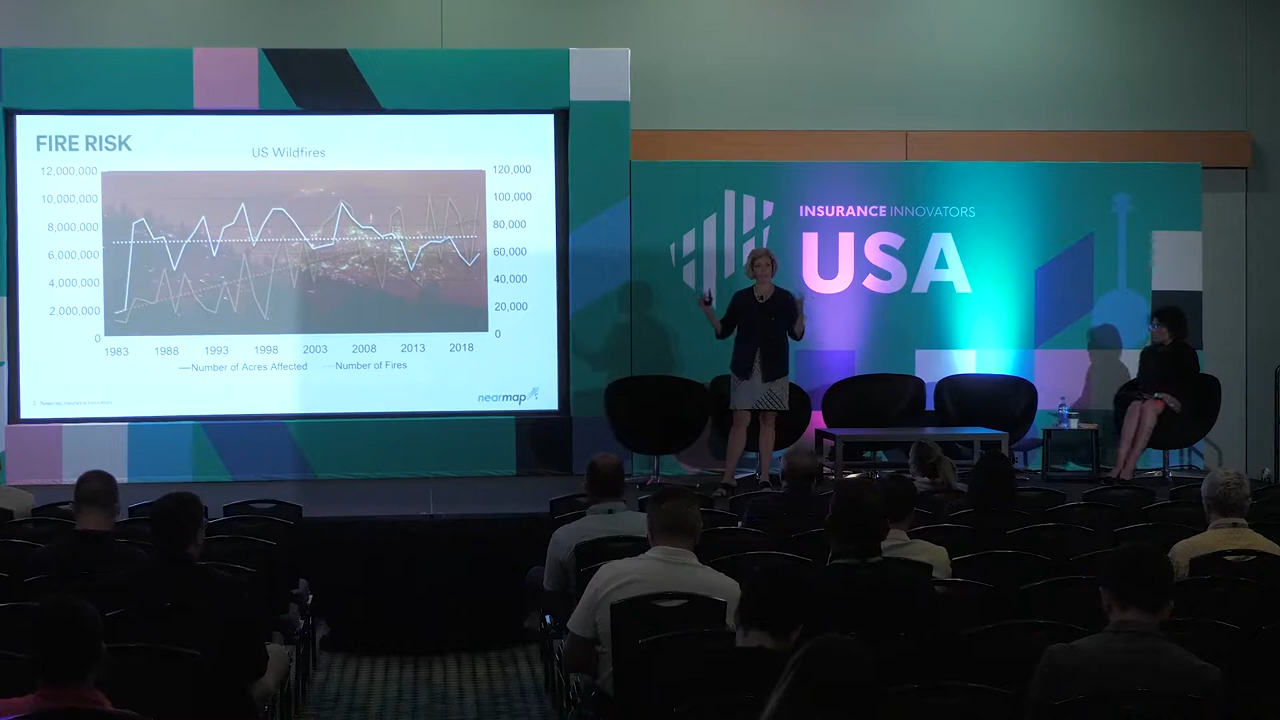 FIRE RISK
US Wildfires
12,000,000
10,000,000
8,000,000
6,000,000
4,000,000
2,000,000
0
120,000
100,000
80,000
60,000
40,000
20,000
0
1983 1988 1993 1998 2003 2008 2013 2018
Number of Acres Affected Number of Fires
nearmap
INSURANCE INNOVATORS
USA